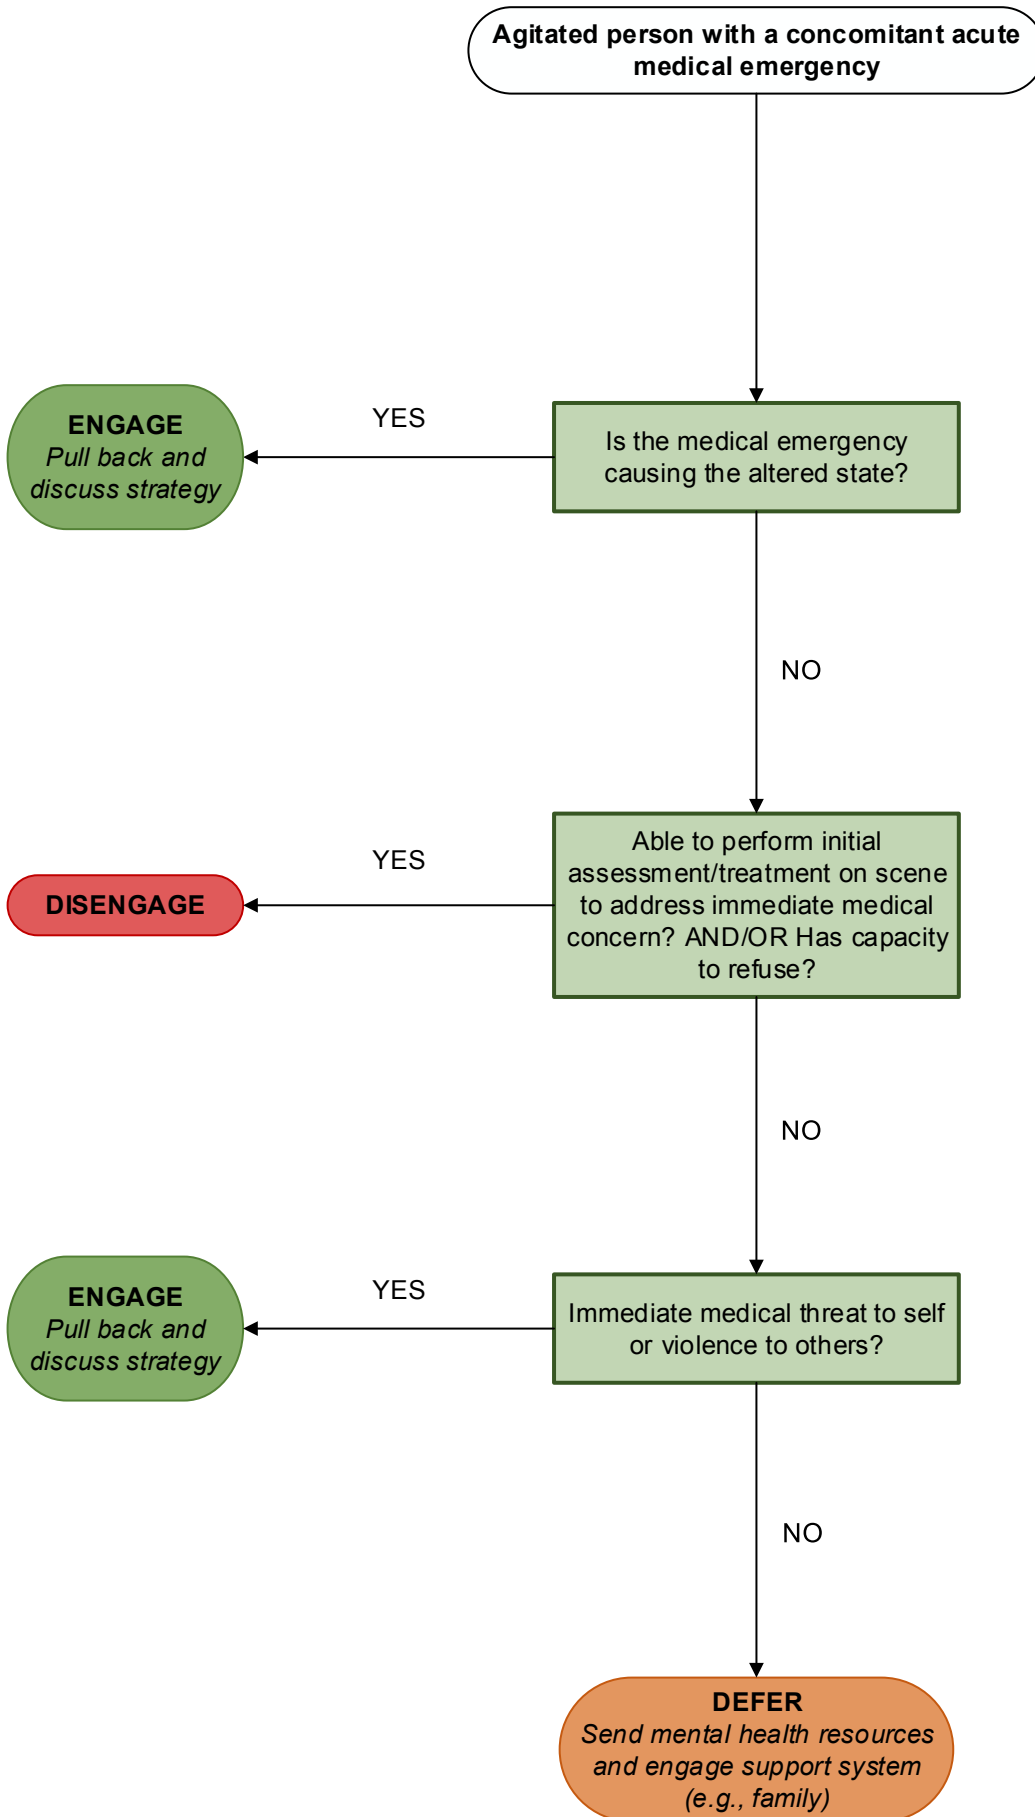 Agitated person with a concomitant acute
medical emergency
YES
ENGAGE
Pull back and
discuss strategy
Is the medical emergency
causing the altered state?
NO
YES
DISENGAGE
Able to perform initial
assessment/treatment on scene
to address immediate medical
concern? AND/OR Has capacity
to refuse?
NO
YES
ENGAGE
Pull back and
discuss strategy
Immediate medical threat to self
or violence to others?
NO
DEFER
Send mental health resources
and engage support system
(e.g., family)